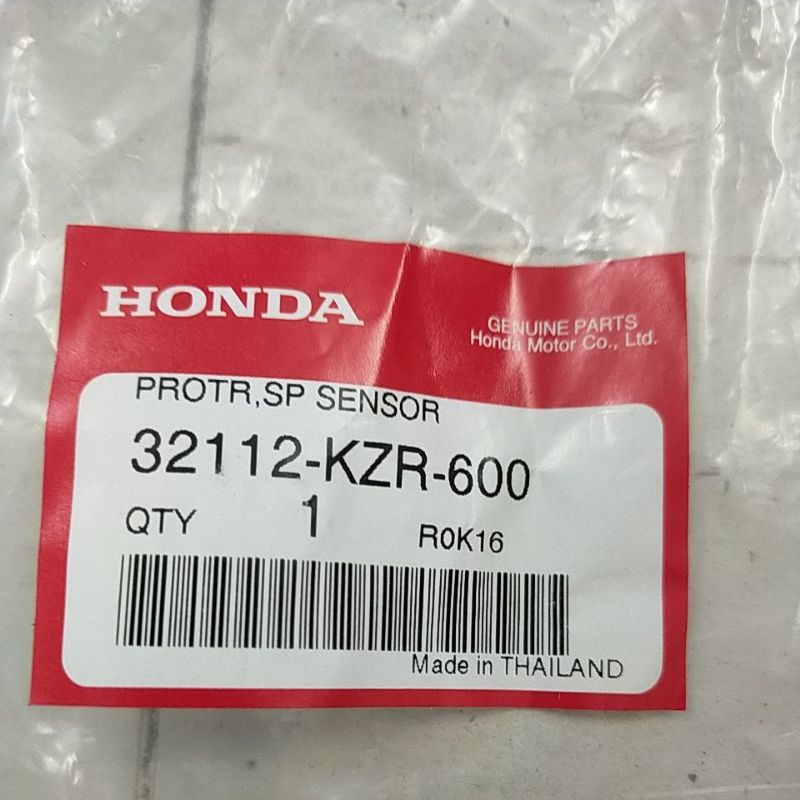 HONDA
GENUINE PARTS
Honda Motor Co., Ltd.
PROTR,SP SENSOR
32112-KZR-600
QTY 1 R0K16
Made in THAILAND